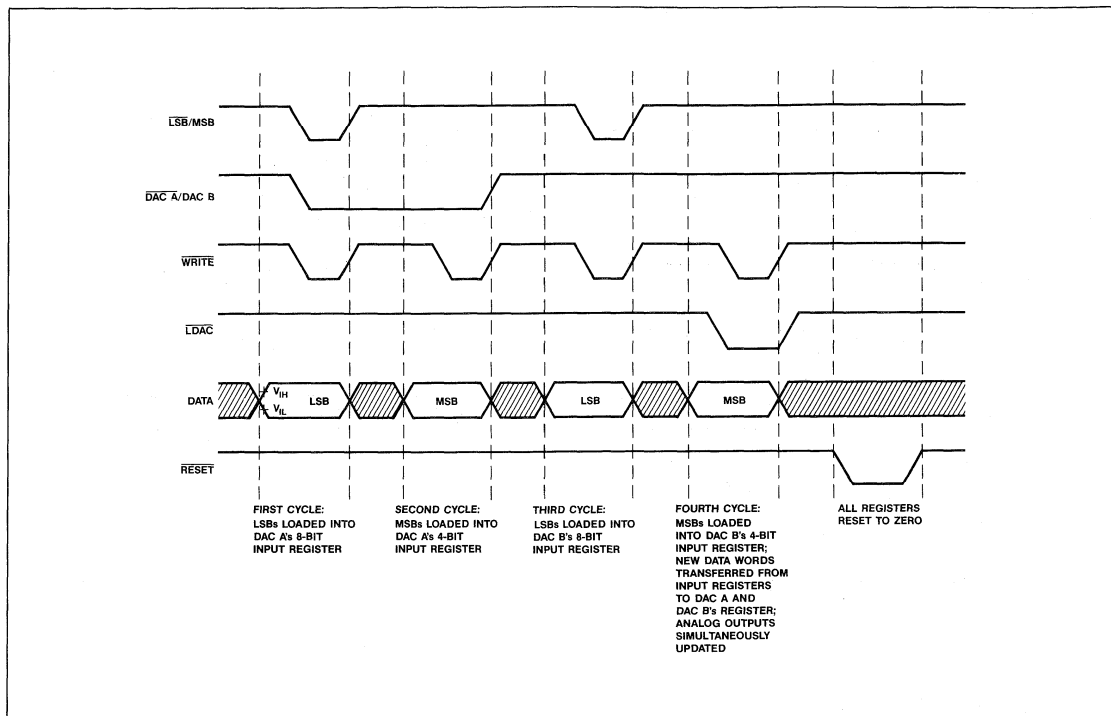 LSB/MSB
DAC A/DAC B
WRITE
LDAC
DATA
VIH
VIL
LSB
MSB
LSB
MSB
RESET
FIRST CYCLE:
LSBs LOADED INTO
DAC A's 8-BIT
INPUT REGISTER
SECOND CYCLE:
MSBs LOADED INTO
DAC A's 4-BIT
INPUT REGISTER
THIRD CYCLE:
LSBs LOADED INTO
DAC B's 8-BIT
INPUT REGISTER
FOURTH CYCLE:
MSBs LOADED
INTO DAC B's 4-BIT
INPUT REGISTER;
NEW DATA WORDS
TRANSFERRED FROM
INPUT REGISTERS
TO DAC A AND
DAC B's REGISTER;
ANALOG OUTPUTS
SIMULTANEOUSLY
UPDATED
ALL REGISTERS
RESET TO ZERO